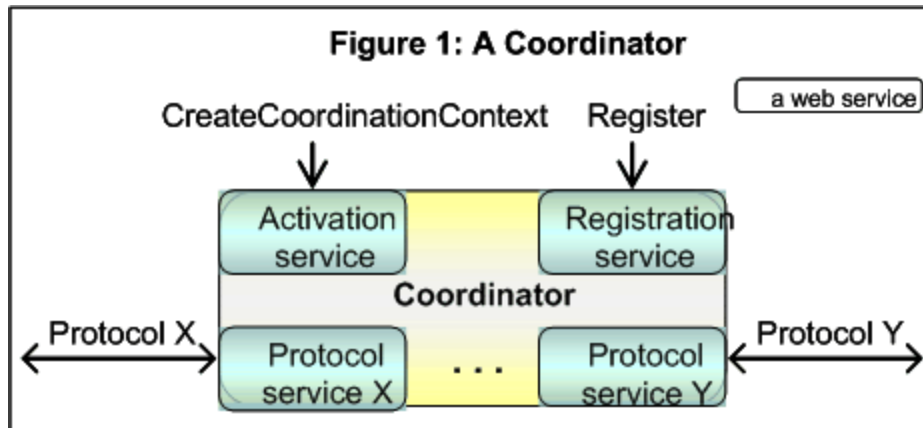 Figure 1: A Coordinator
a web service
CreateCoordinationContext
Register
Activation
service
Registration
service
Coordinator
Protocol X
Protocol
service X
. . .
Protocol
service Y
Protocol Y